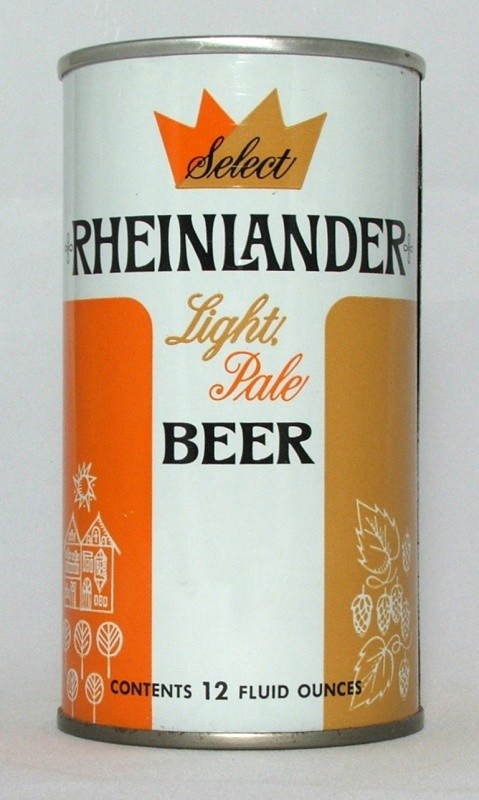 Select
RHEINLANDER
Light,
Pale
BEER
CONTENTS 12 FLUID OUNCES